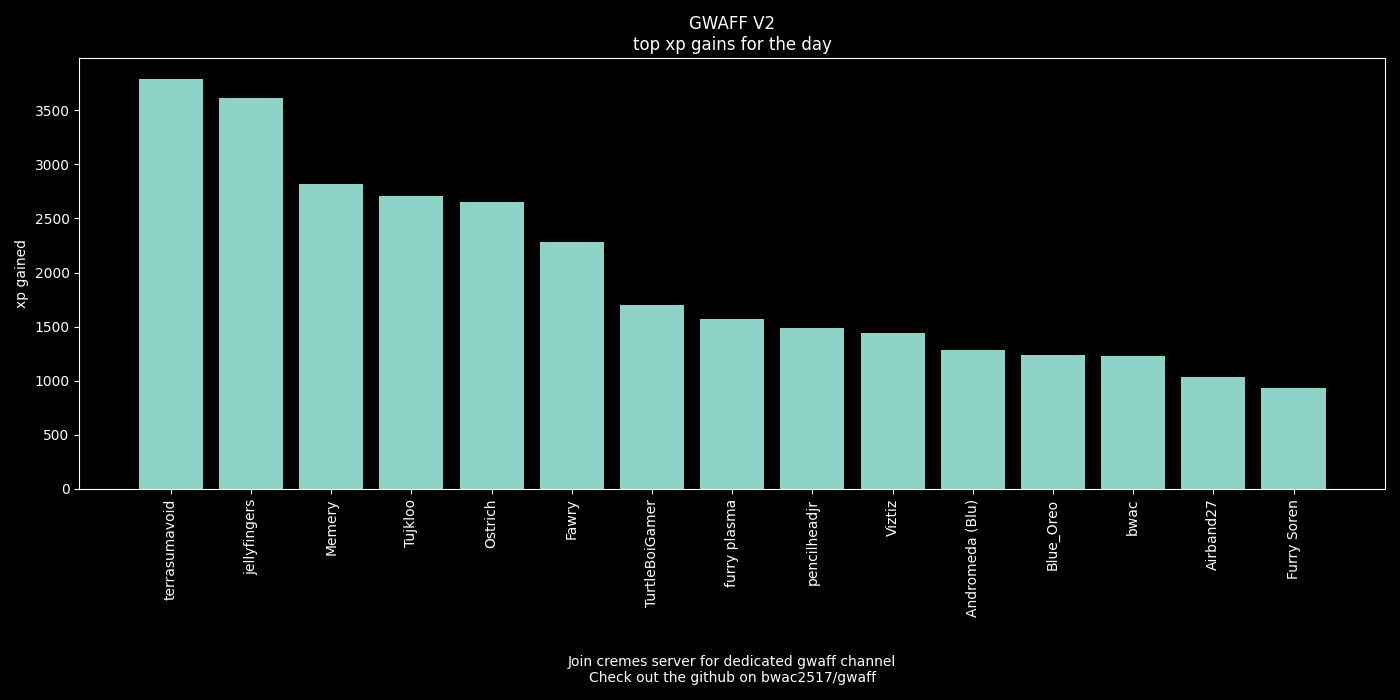 GWAFF V2
top xp gains for the day
xp gained
3500
3000
2500
2000
1500
1000
500
0
terrasumavoid
jellyfingers
Memery
Tujkloo
Ostrich
Fawry
TurtleBoiGamer
furry plasma
pencilheadjr
Viztiz
Andromeda (Blu)
Blue_Oreo
bwac
Airband27
Furry Soren
Join cremes server for dedicated gwaff channel
Check out the github on bwac2517/gwaff